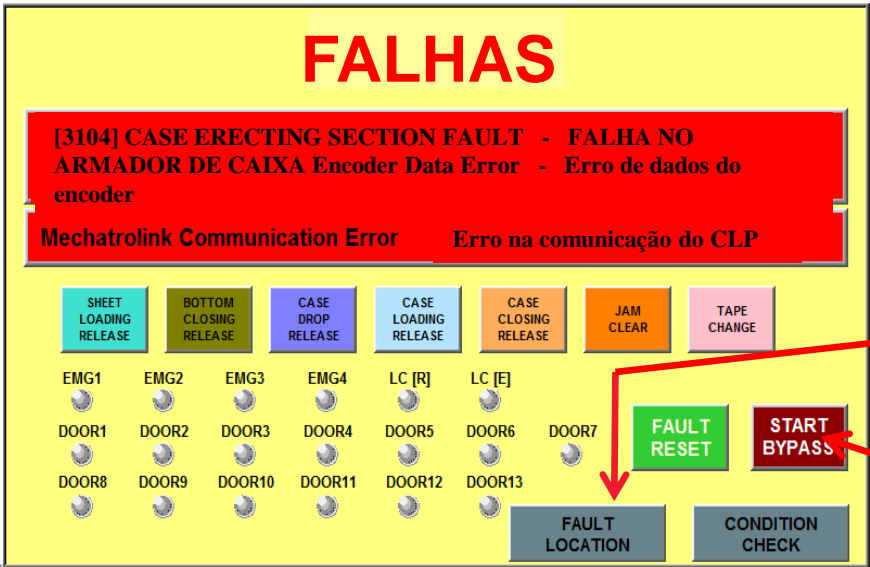 FALHAS
[3104] CASE ERECTING SECTION FAULT - FALHA NO
ARMADOR DE CAIXA Encoder Data Error - Erro de dados do
encoder
Mechatrolink Communication Error Erro na comunicação do CLP
SHEET
LOADING
RELEASE
BOTTOM
CLOSING
RELEASE
CASE
DROP
RELEASE
CASE
LOADING
RELEASE
CASE
CLOSING
RELEASE
JAM
CLEAR
TAPE
CHANGE
EMG1 EMG2 EMG3 EMG4 LC [R] LC [E]
DOOR1 DOOR2 DOOR3 DOOR4 DOOR5 DOOR6 DOOR7
FAULT
RESET
START
BYPASS
DOOR8 DOOR9 DOOR10 DOOR11 DOOR12 DOOR13
FAULT
LOCATION
CONDITION
CHECK